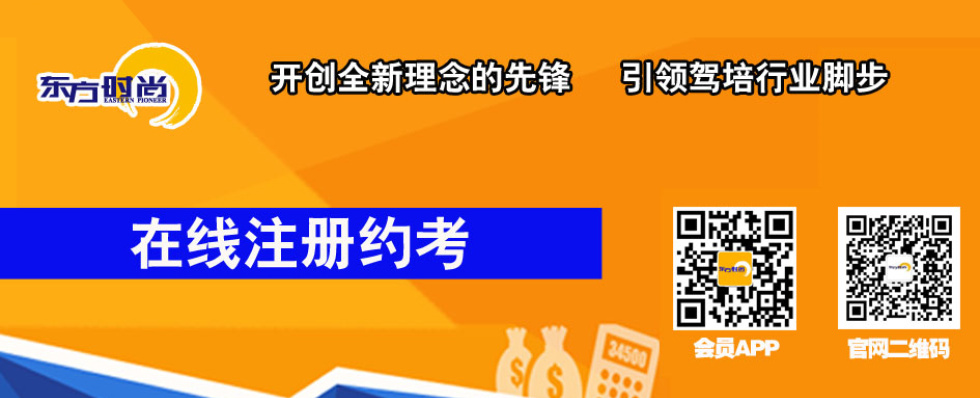 东方时尚
EASTERN PIONEER
开创全新理念的先锋 引领驾培行业脚步
在线注册约考
会员APP
官网二维码
34500
$ $